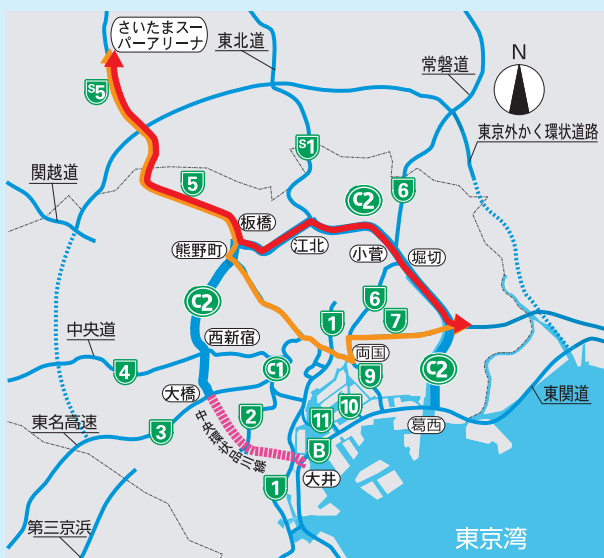 さいたまスー
パーアリーナ
東北道
常磐道
N
S5
東京外かく環状道路
S1
関越道
5
C2
6
板橋
江北
小菅
堀切
熊野町
C2
6
7
1
中央道
西新宿
両国
4
C1
9
C2
大橋
10
東関道
東名高速
3
2
11
葛西
中央環状品川線
B
大井
1
第三京浜
東京湾